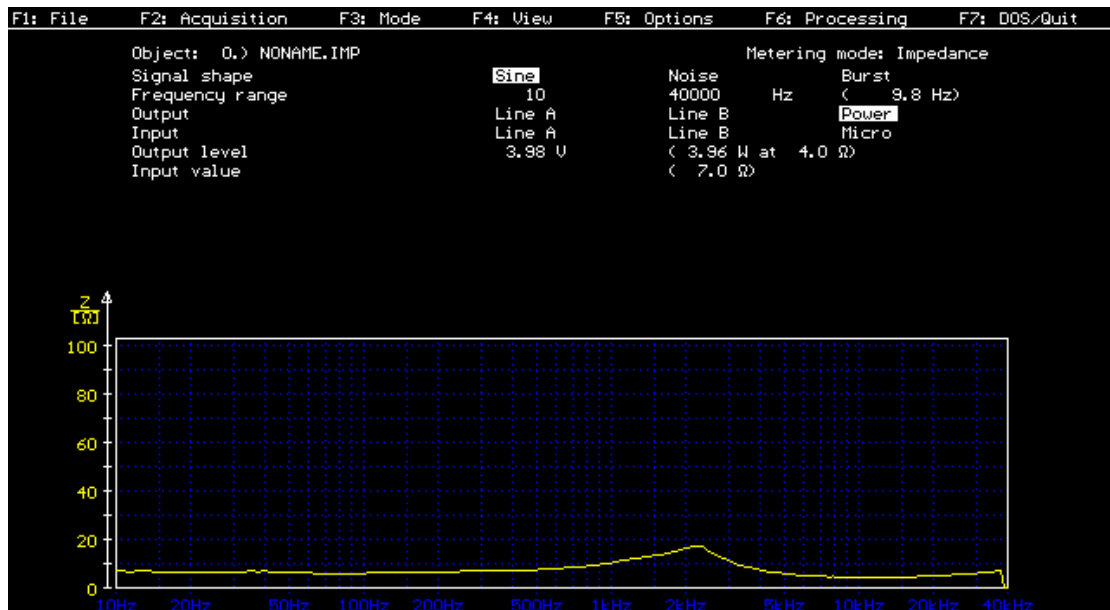 F1: File F2: Acquisition F3: Mode F4: View F5: Options F6: Processing F7: DOS/Quit
Object: 0.) NONAME.IMP Metering mode: Impedance
Signal shape Sine Noise Burst
Frequency range 10 40000 Hz ( 9.8 Hz)
Output Line A Line B Power
Input Line A Line B Micro
Output level 3.98 V ( 3.96 W at 4.0 Ω)
Input value ( 7.0 Ω)
Z
[Ω]
100
80
60
40
20
0
10Hz 20Hz 50Hz 100Hz 200Hz 500Hz 1kHz 2kHz 5kHz 10kHz 20kHz 40kHz